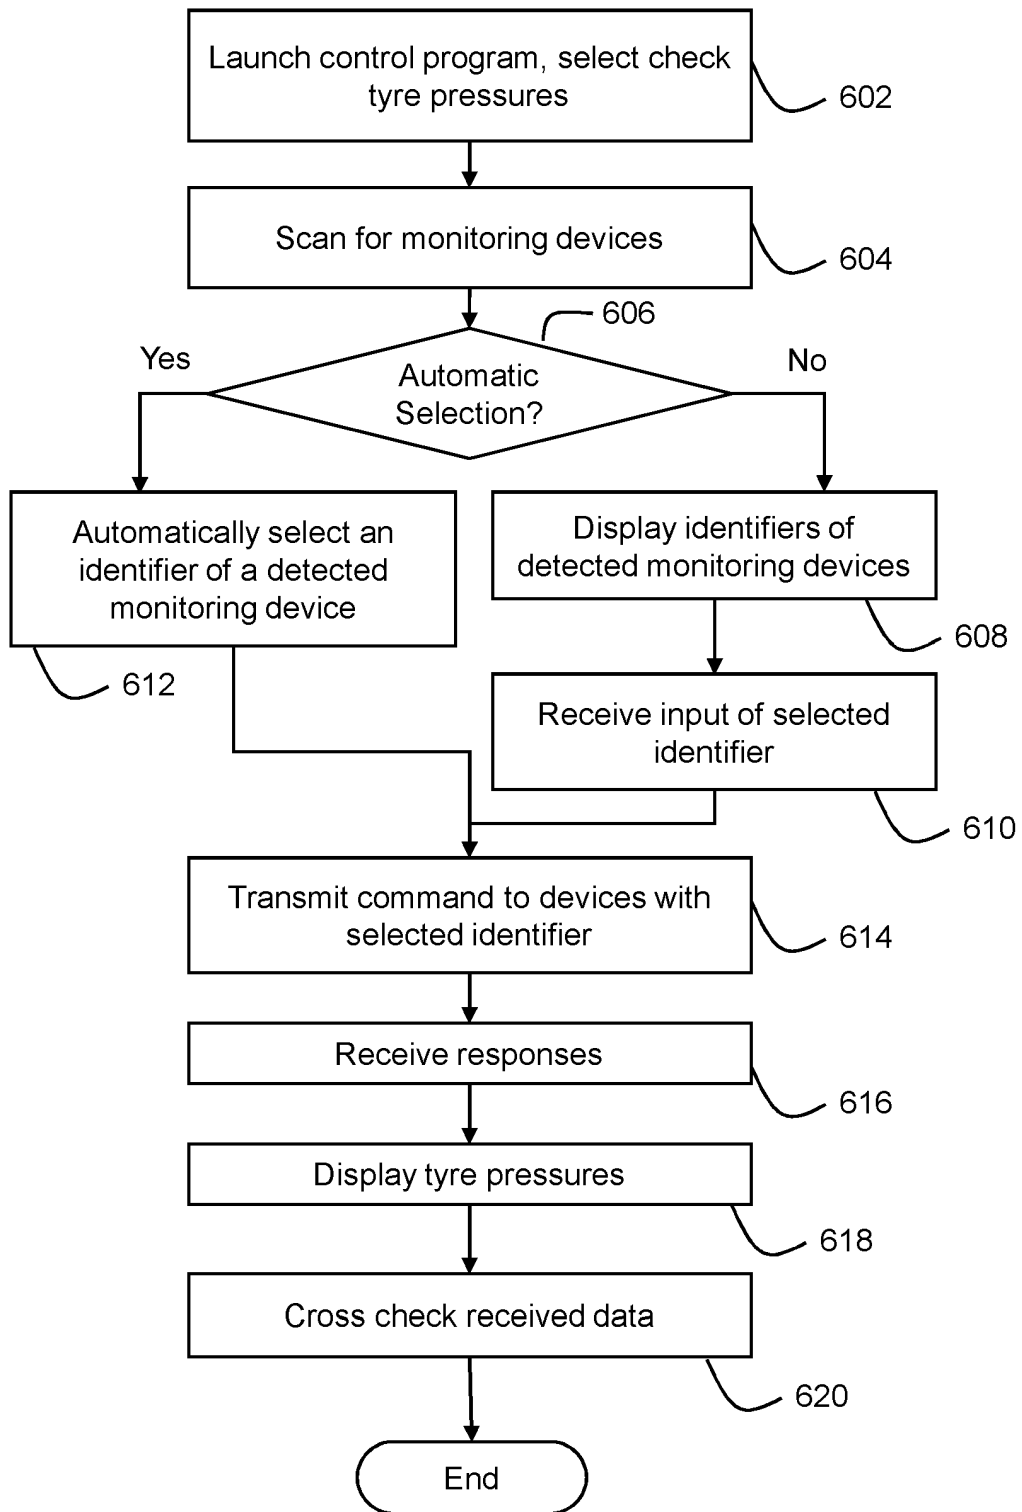 Launch control program, select check
tyre pressures
602
Scan for monitoring devices
604
606
Yes
No
Automatic
Selection?
Automatically select an
identifier of a detected
monitoring device
612
Display identifiers of
detected monitoring devices
608
Receive input of selected
identifier
610
Transmit command to devices with
selected identifier
614
Receive responses
616
Display tyre pressures
618
Cross check received data
620
End